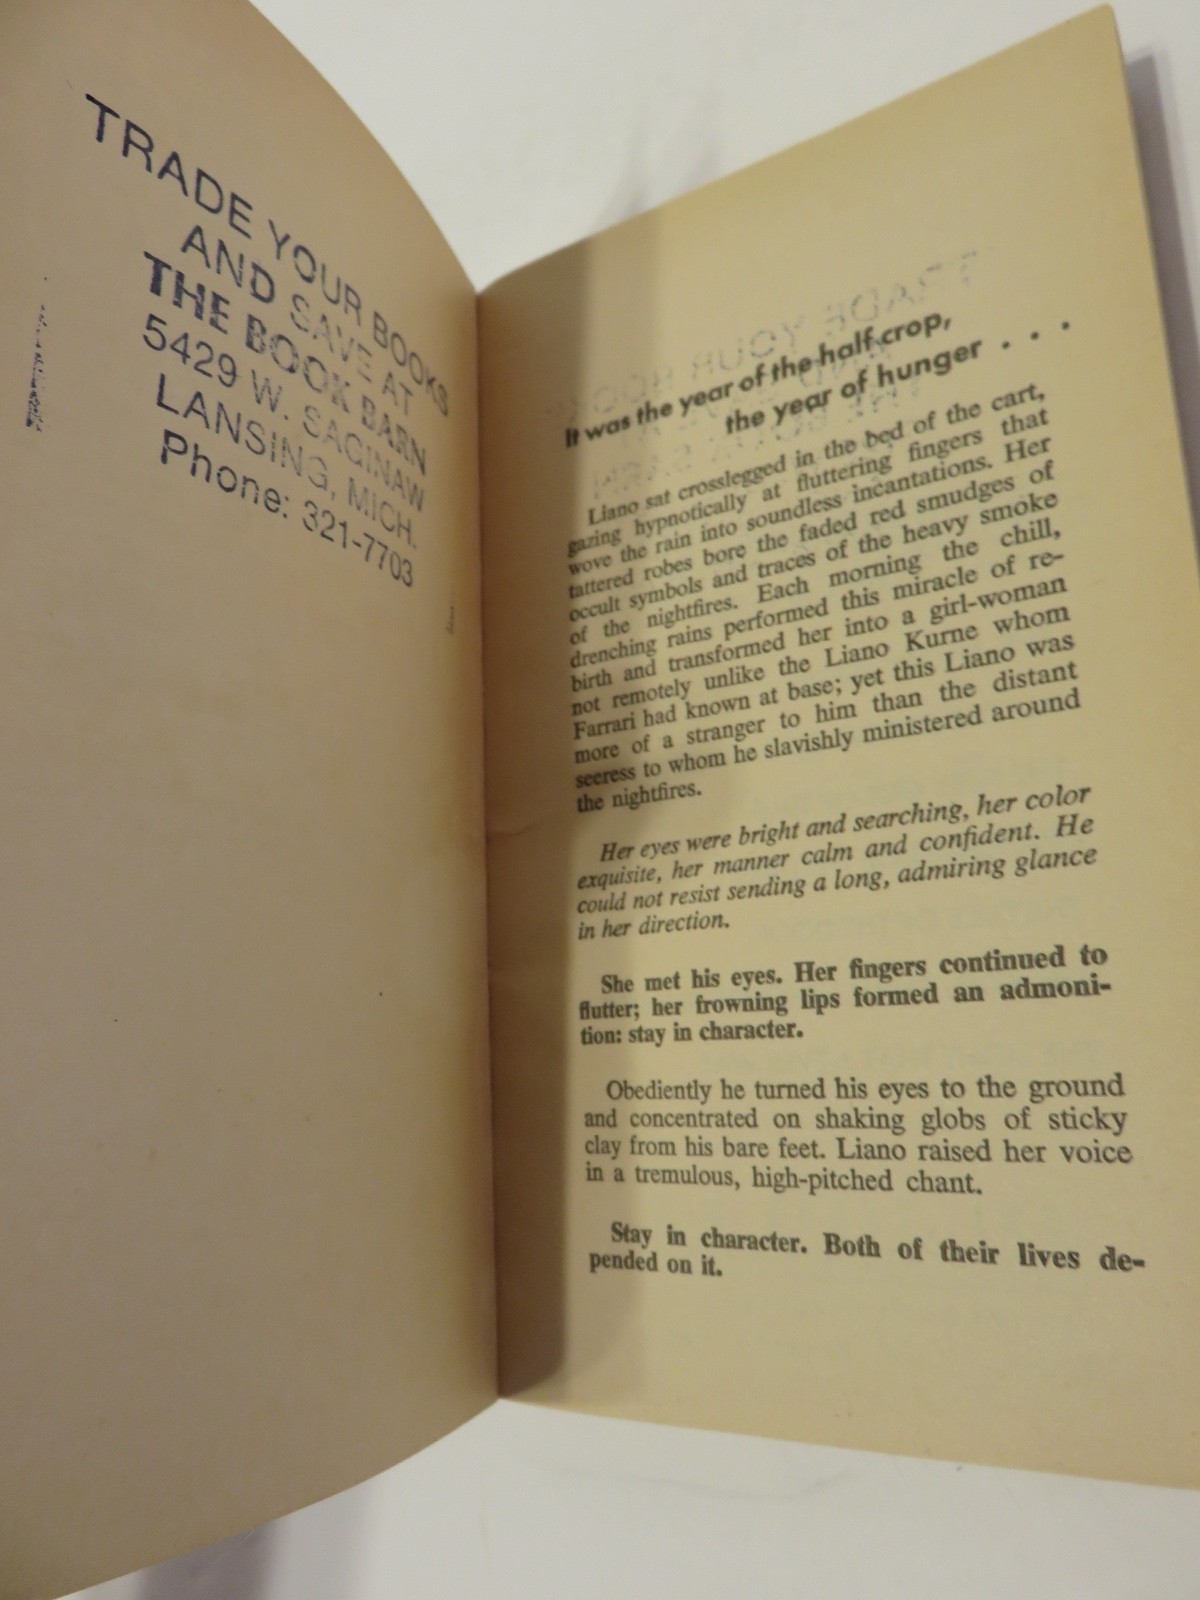 TRADE YOUR BOOKS
AND SAVE AT
THE BOOK BARN
5429 W. SAGINAW
LANSING, MICH.
Phone: 321-7703
It was the year of the half-crop,
the year of hunger . . .
Liano sat crosslegged in the bed of the cart,
gazing hypnotically at fluttering fingers that
wove the rain into soundless incantations. Her
tattered robes bore the faded red smudges of
occult symbols and traces of the heavy smoke
of the nightfires. Each morning the chill,
drenching rains performed this miracle of re-
birth and transformed her into a girl-woman
not remotely unlike the Liano Kurne whom
Farrari had known at base; yet this Liano was
more of a stranger to him than the distant
seeress to whom he slavishly ministered around
the nightfires.
Her eyes were bright and searching, her color
exquisite, her manner calm and confident. He
could not resist sending a long, admiring glance
in her direction.
She met his eyes. Her fingers continued to
flutter; her frowning lips formed an admoni-
tion: stay in character.
Obediently he turned his eyes to the ground
and concentrated on shaking globs of sticky
clay from his bare feet. Liano raised her voice
in a tremulous, high-pitched chant.
Stay in character. Both of their lives de-
pended on it.